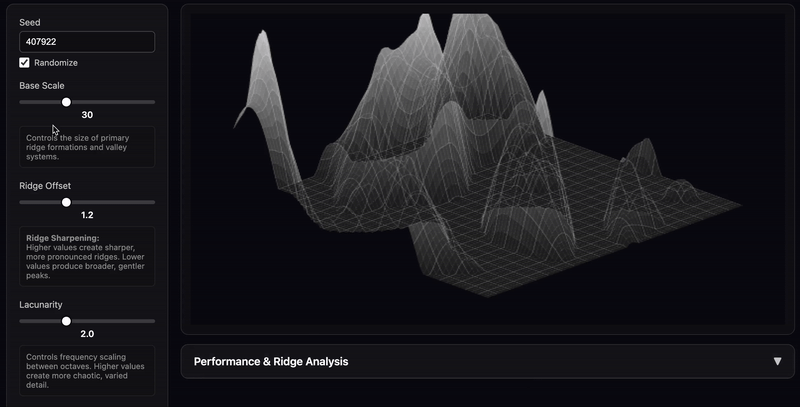 Seed
407922
Randomize
Base Scale
30
Controls the size of primary
ridge formations and valley
systems.
Ridge Offset
1.2
Ridge Sharpening:
Higher values create sharper,
more pronounced ridges. Lower
values produce broader, gentler
peaks.
Lacunarity
2.0
Controls frequency scaling
between octaves. Higher values
create more chaotic, varied
detail.
Performance & Ridge Analysis